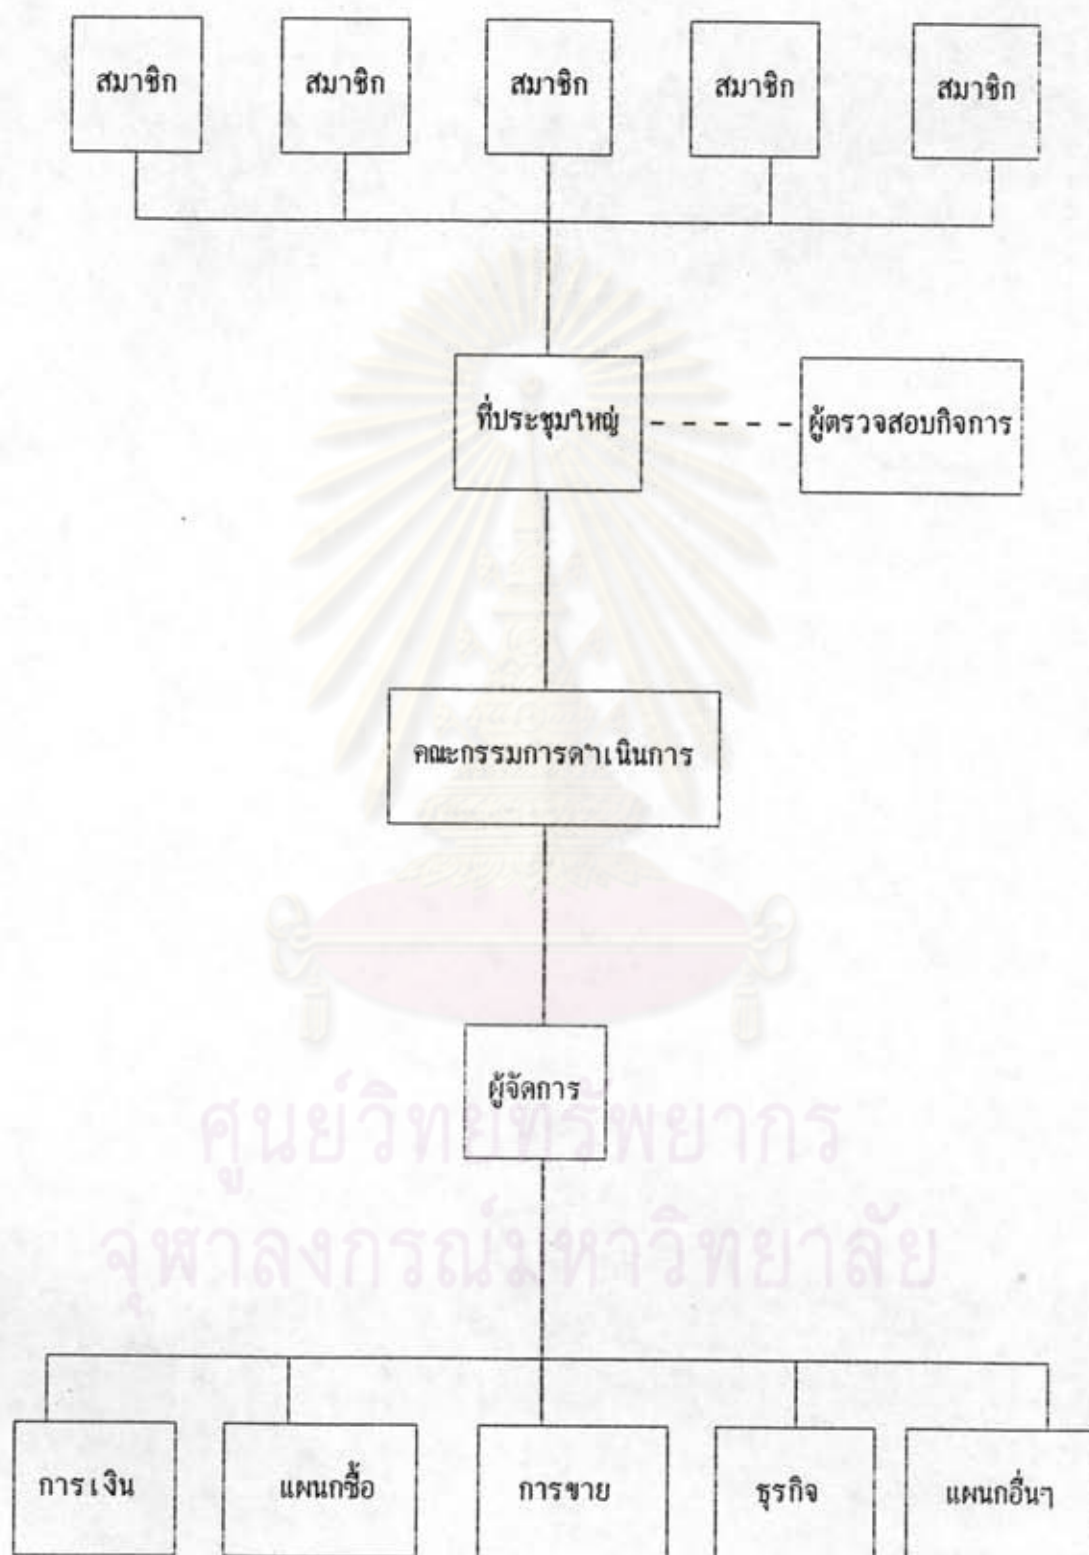 สมาชิก
สมาชิก
สมาชิก
สมาชิก
สมาชิก
ที่ประชุมใหญ่
ผู้ตรวจสอบกิจการ
คณะกรรมการดำเนินการ
ผู้จัดการ
ศูนย์วิทยทรัพยากร
จุฬาลงกรณ์มหาวิทยาลัย
การเงิน
แผนกซื้อ
การขาย
ธุรกิจ
แผนกอื่นๆ